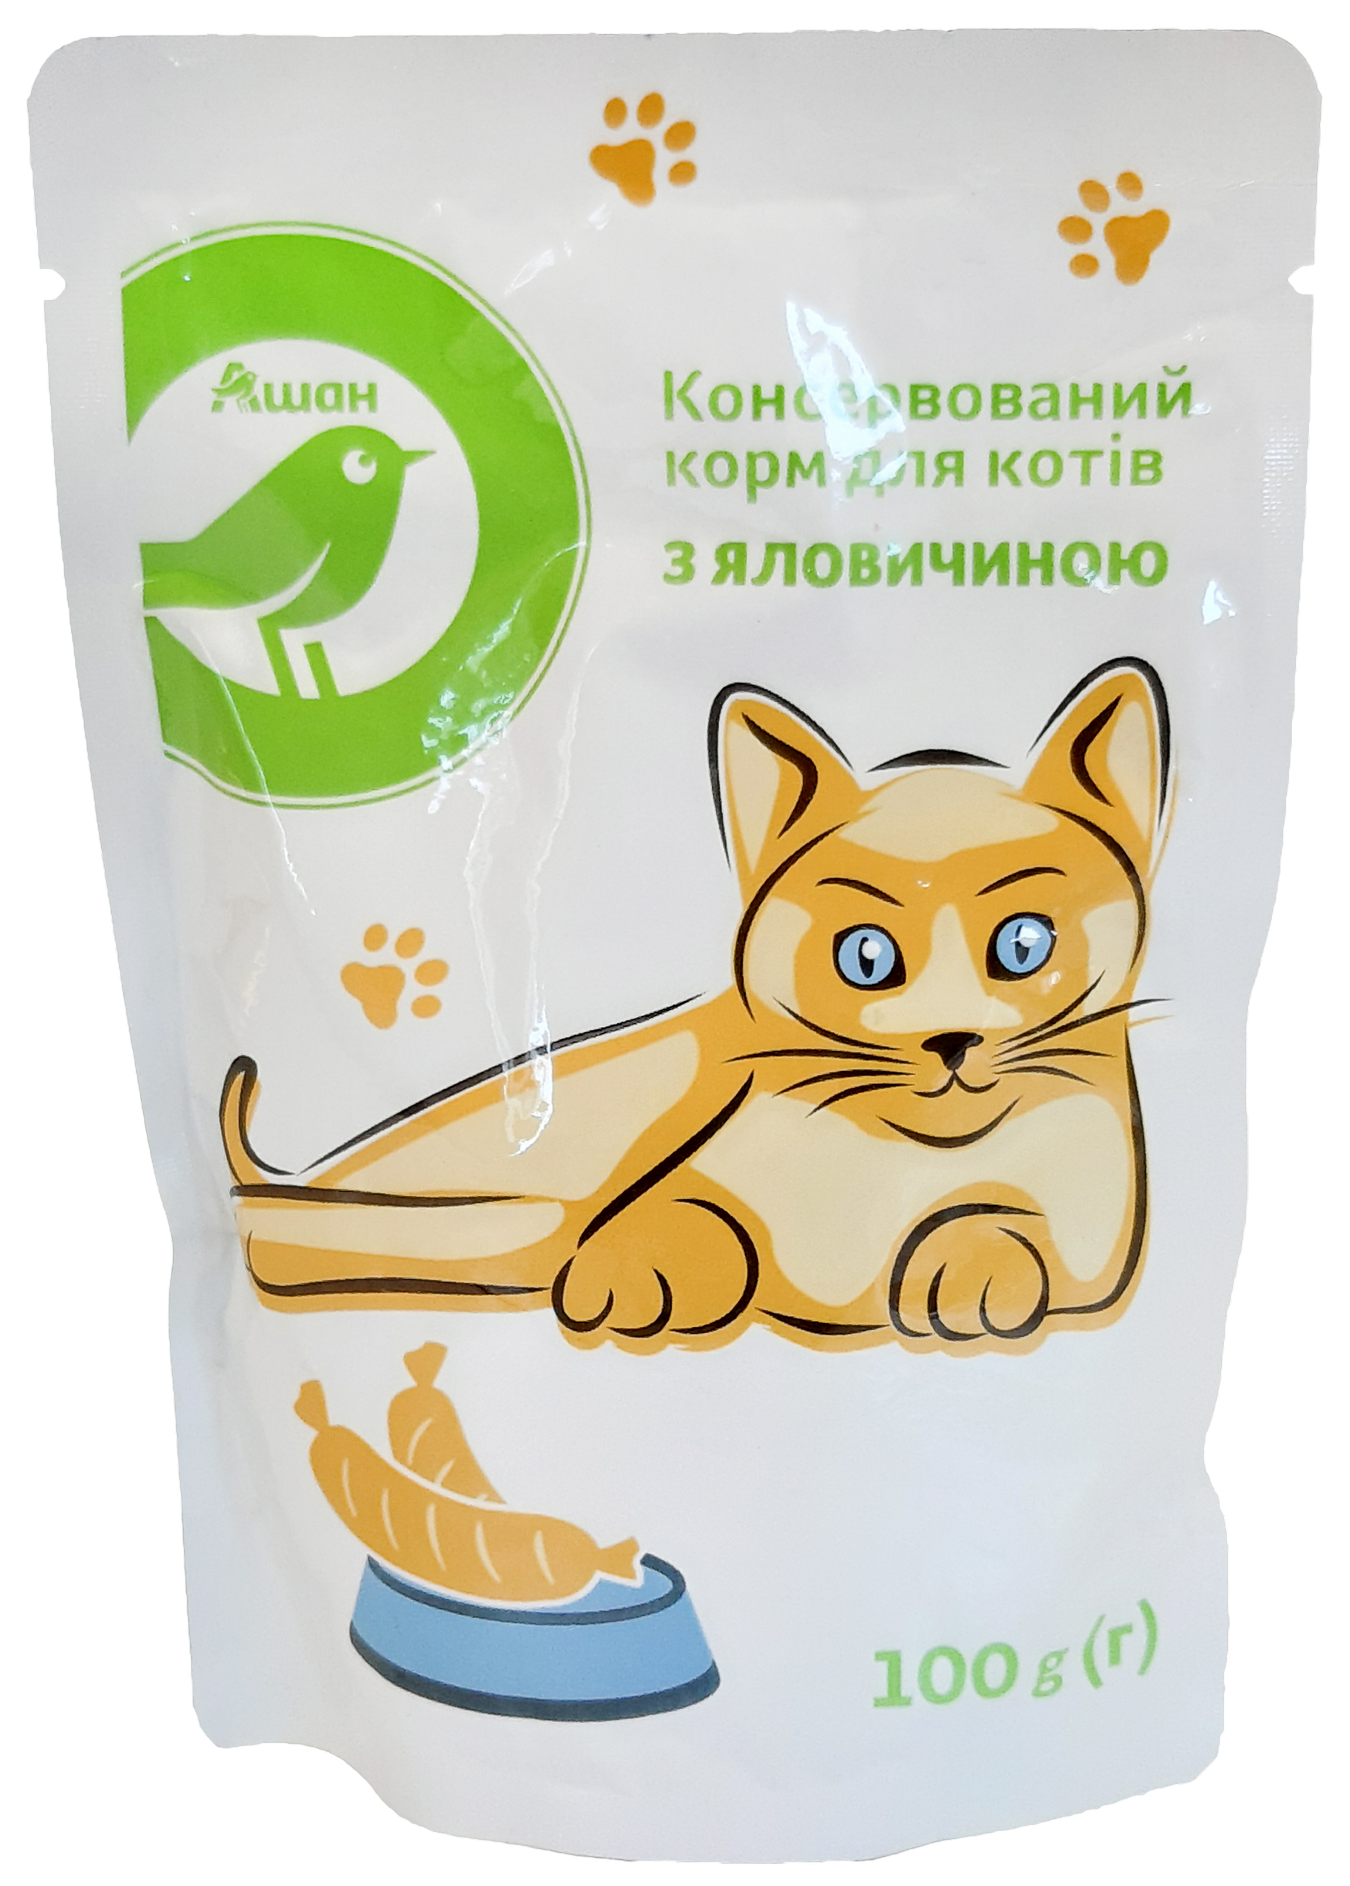 Ашан
Консервований
корм для котів
з яловичиною
100 g (г)